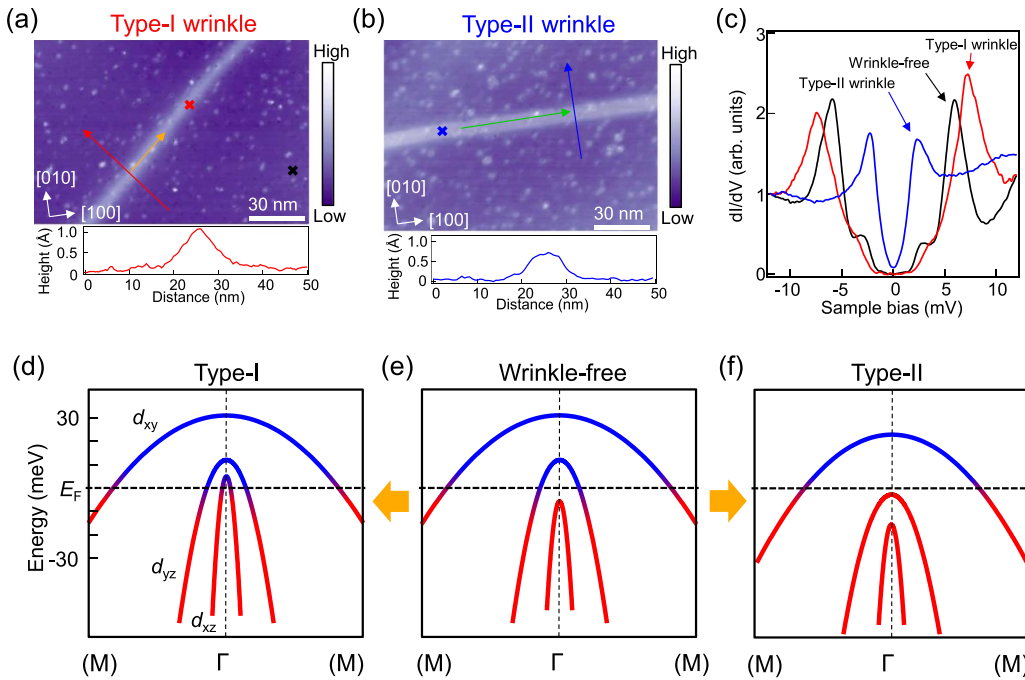 (a)
Type-I wrinkle
High
Low
[010]
[100]
30 nm
Height (Å)
1.0
0.5
0
0
10
20
30
40
50
Distance (nm)
(b)
Type-II wrinkle
High
Low
[010]
[100]
30 nm
Height (Å)
1.0
0.5
0
0
10
20
30
40
50
Distance (nm)
(c)
dI/dV (arb. units)
3
2
1
0
Type-I wrinkle
Wrinkle-free
Type-II wrinkle
-10
-5
0
5
10
Sample bias (mV)
(d)
Type-I
Energy (meV)
30
EF
-30
dxy
dyz
dxz
(M)
Γ
(M)
(e)
Wrinkle-free
(M)
Γ
(M)
(f)
Type-II
(M)
Γ
(M)